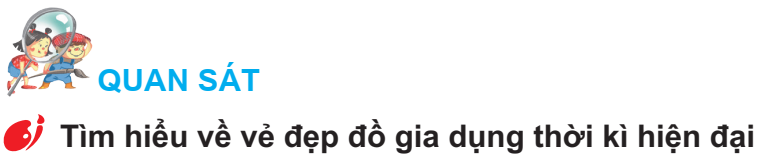 QUAN SÁT
Tìm hiểu về vẻ đẹp đồ gia dụng thời kì hiện đại